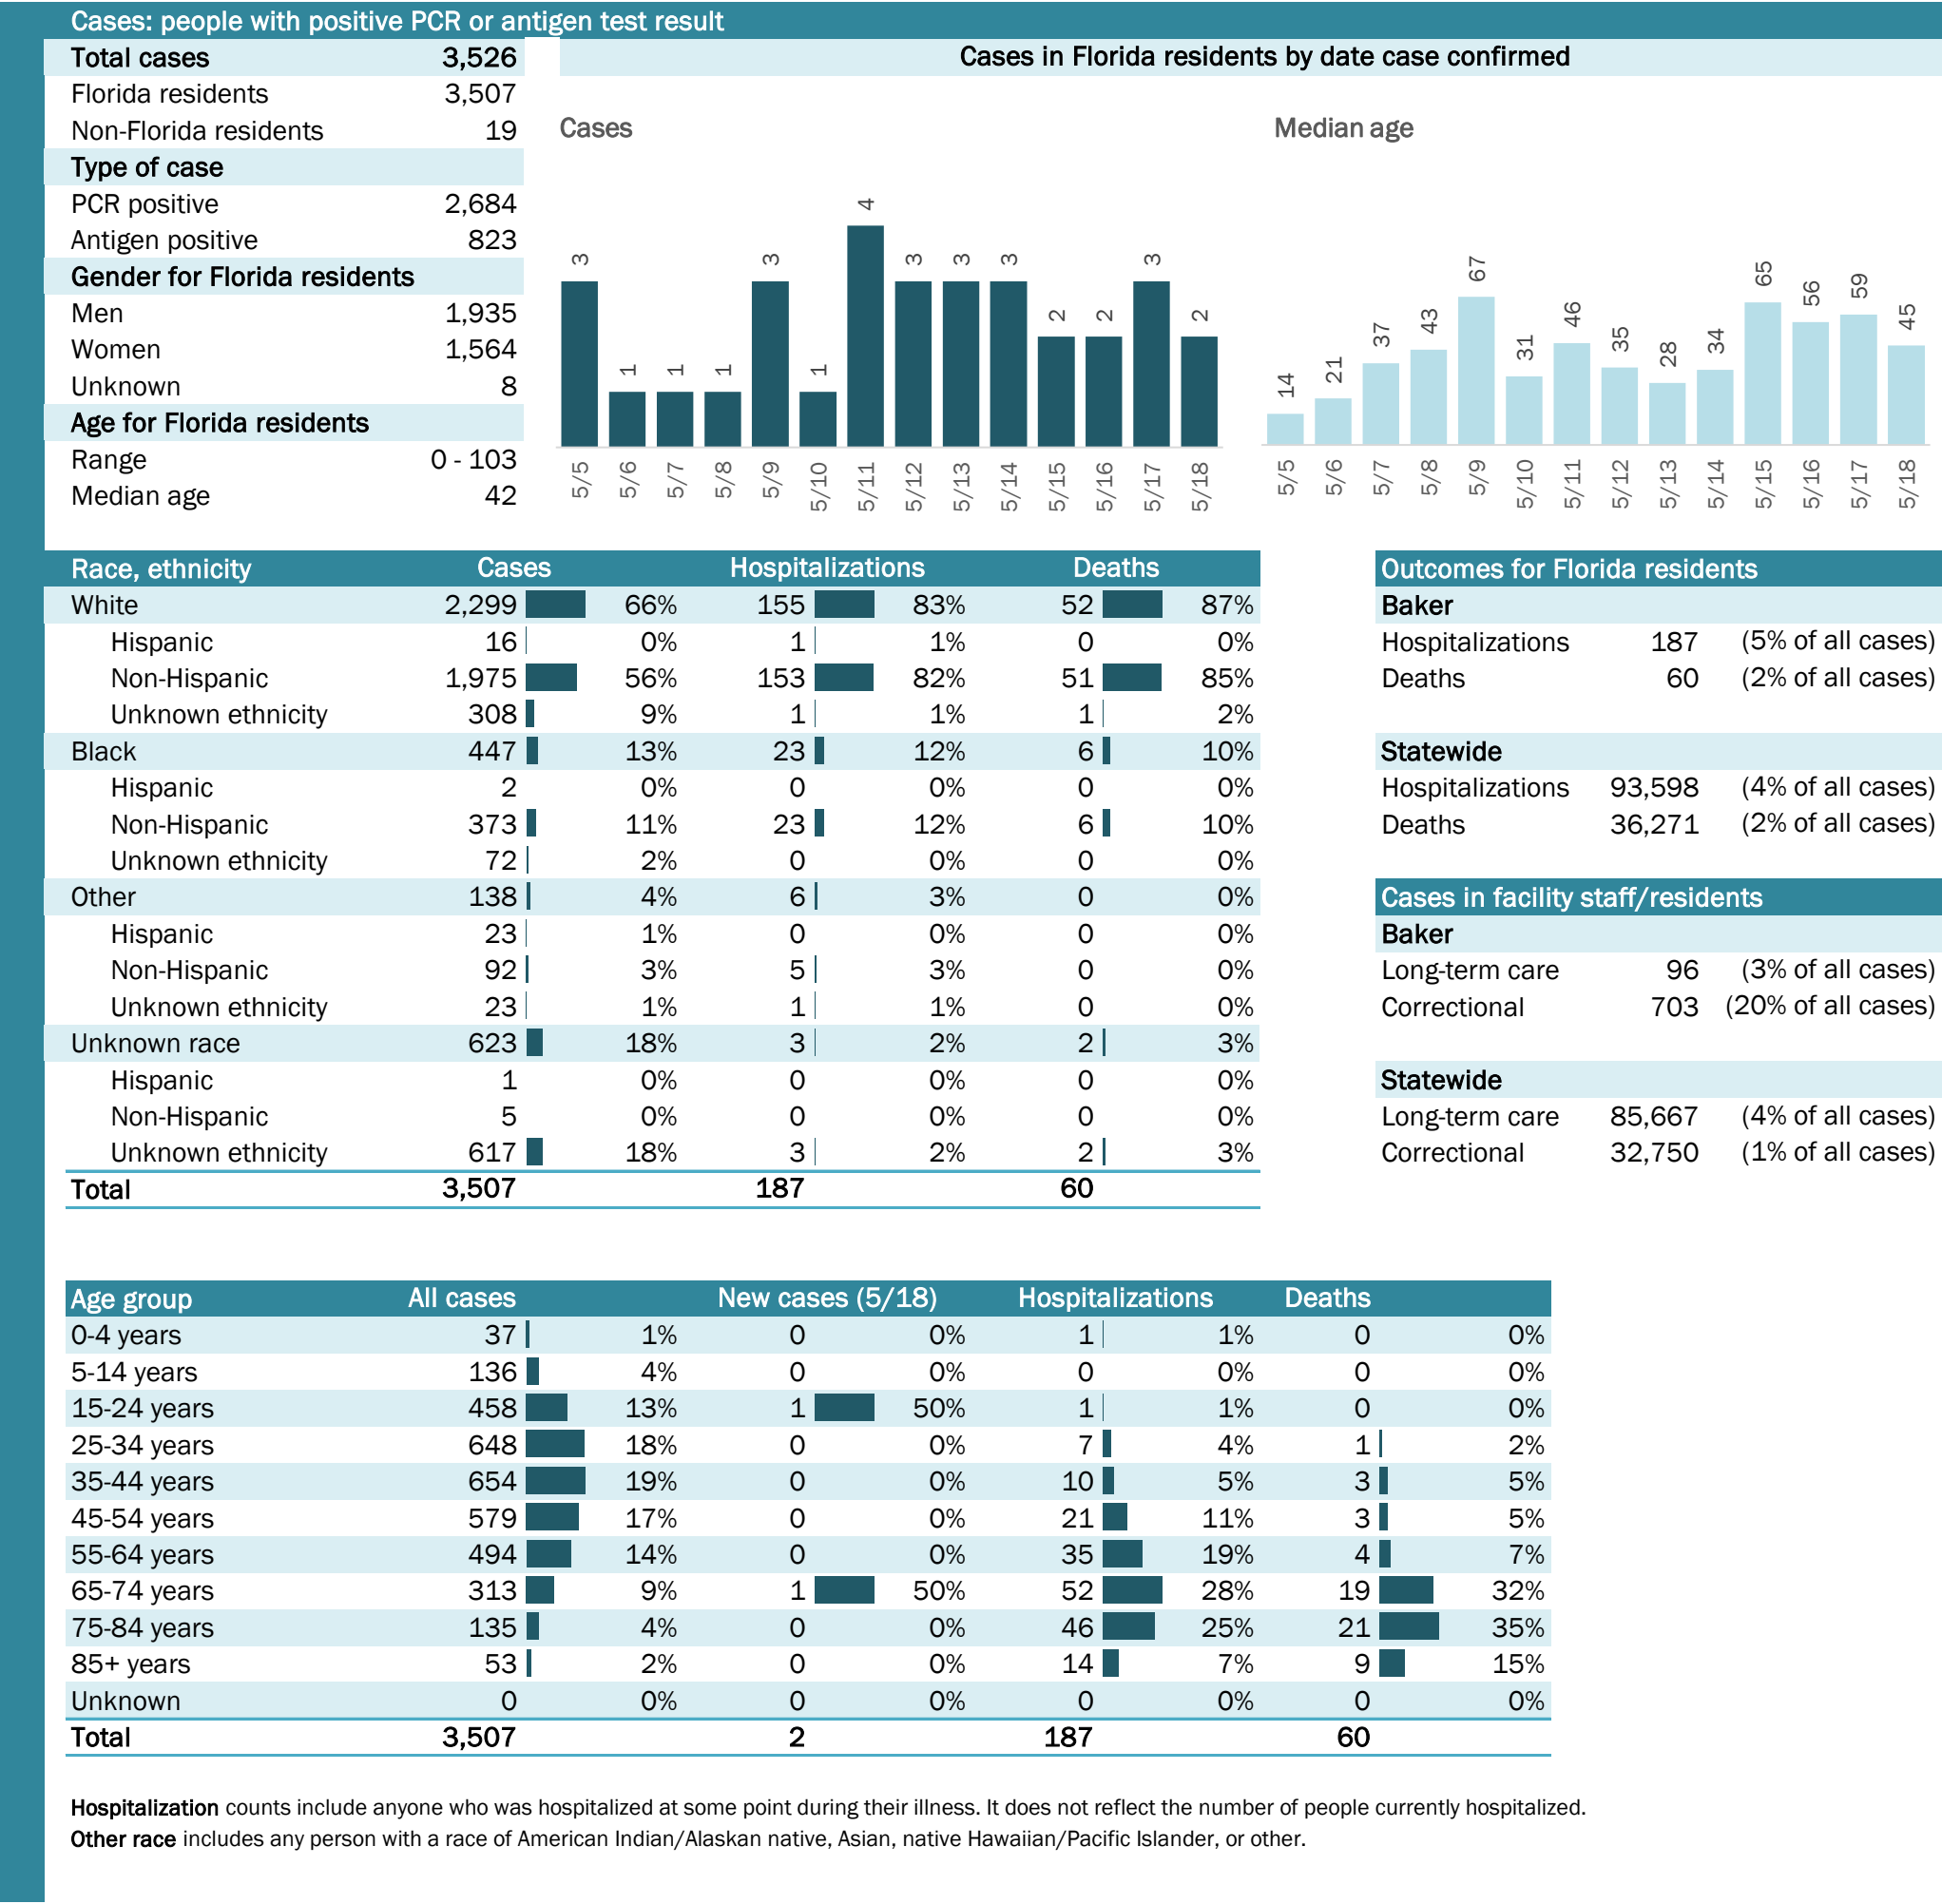 Cases: people with positive PCR or antigen test result
Total cases 3,526
Florida residents 3,507
Non-Florida residents 19
Type of case
PCR positive 2,684
Antigen positive 823
Gender for Florida residents
Men 1,935
Women 1,564
Unknown 8
Age for Florida residents
Range 0 - 103
Median age 42
Cases in Florida residents by date case confirmed
Cases
3 1 1 1 3 1 4 3 3 3 2 2 3 2
5/5 5/6 5/7 5/8 5/9 5/10 5/11 5/12 5/13 5/14 5/15 5/16 5/17 5/18
Median age
14 21 37 43 67 31 46 35 28 34 65 56 59 45
5/5 5/6 5/7 5/8 5/9 5/10 5/11 5/12 5/13 5/14 5/15 5/16 5/17 5/18
Race, ethnicity Cases Hospitalizations Deaths
White 2,299 66% 155 83% 52 87%
Hispanic 16 0% 1 1% 0 0%
Non-Hispanic 1,975 56% 153 82% 51 85%
Unknown ethnicity 308 9% 1 1% 1 2%
Black 447 13% 23 12% 6 10%
Hispanic 2 0% 0 0% 0 0%
Non-Hispanic 373 11% 23 12% 6 10%
Unknown ethnicity 72 2% 0 0% 0 0%
Other 138 4% 6 3% 0 0%
Hispanic 23 1% 0 0% 0 0%
Non-Hispanic 92 3% 5 3% 0 0%
Unknown ethnicity 23 1% 1 1% 0 0%
Unknown race 623 18% 3 2% 2 3%
Hispanic 1 0% 0 0% 0 0%
Non-Hispanic 5 0% 0 0% 0 0%
Unknown ethnicity 617 18% 3 2% 2 3%
Total 3,507 187 60
Outcomes for Florida residents
Baker
Hospitalizations 187 (5% of all cases)
Deaths 60 (2% of all cases)
Statewide
Hospitalizations 93,598 (4% of all cases)
Deaths 36,271 (2% of all cases)
Cases in facility staff/residents
Baker
Long-term care 96 (3% of all cases)
Correctional 703 (20% of all cases)
Statewide
Long-term care 85,667 (4% of all cases)
Correctional 32,750 (1% of all cases)
Age group All cases New cases (5/18) Hospitalizations Deaths
0-4 years 37 1% 0 0% 1 1% 0 0%
5-14 years 136 4% 0 0% 0 0% 0 0%
15-24 years 458 13% 1 50% 1 1% 0 0%
25-34 years 648 18% 0 0% 7 4% 1 2%
35-44 years 654 19% 0 0% 10 5% 3 5%
45-54 years 579 17% 0 0% 21 11% 3 5%
55-64 years 494 14% 0 0% 35 19% 4 7%
65-74 years 313 9% 1 50% 52 28% 19 32%
75-84 years 135 4% 0 0% 46 25% 21 35%
85+ years 53 2% 0 0% 14 7% 9 15%
Unknown 0 0% 0 0% 0 0% 0 0%
Total 3,507 2 187 60
Hospitalization counts include anyone who was hospitalized at some point during their illness. It does not reflect the number of people currently hospitalized.
Other race includes any person with a race of American Indian/Alaskan native, Asian, native Hawaiian/Pacific Islander, or other.